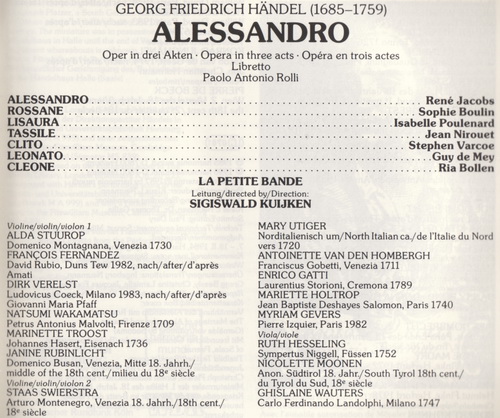 GEORG FRIEDRICH HÄNDEL (1685–1759)
ALESSANDRO
Oper in drei Akten · Opera in three acts · Opéra en trois actes
Libretto
Paolo Antonio Rolli
ALESSANDRO René Jacobs
ROSSANE Sophie Boulin
LISAURA Isabelle Poulenard
TASSILE Jean Nirouet
CLITO Stephen Varcoe
LEONATO Guy de Mey
CLEONE Ria Bollen
LA PETITE BANDE
Leitung/directed by/Direction:
SIGISWALD KUIJKEN
Violine/violin/violon 1
ALDA STUUROP
Domenico Montagnana, Venezia 1730
FRANÇOIS FERNANDEZ
David Rubio, Duns Tew 1982, nach/after/d'après
Amati
DIRK VERELST
Ludovicus Coeck, Milano 1983, nach/after/d'après
Giovanni Maria Pfaff
NATSUMI WAKAMATSU
Petrus Antonius Malvolti, Firenze 1709
MARINETTE TROOST
Johannes Hasert, Eisenach 1736
JANINE RUBINLICHT
Domenico Busan, Venezia, Mitte 18. Jahrh./
middle of the 18th cent./milieu du 18e siècle
Violine/violin/violon 2
STAAS SWIERSTRA
Arturo Montenegro, Venezia 18. Jahrh./18th cent./
18e siècle
MARY UTIGER
Norditalienisch um/North Italian ca./de l'Italie du Nord
vers 1720
ANTOINETTE VAN DEN HOMBERGH
Franciscus Gobetti, Venezia 1711
ENRICO GATTI
Laurentius Storioni, Cremona 1789
MARIETTE HOLTROP
Jean Baptiste Deshayes Salomon, Paris 1740
MYRIAM GEVERS
Pierre Izquier, Paris 1982
Viola/viole
RUTH HESSELING
Sympertus Niggell, Füssen 1752
NICOLETTE MOONEN
Anon. Südtirol 18. Jahr./South Tyrol 18th cent./
du Tyrol du Sud, 18e siècle
GHISLAINE WAUTERS
Carlo Ferdinando Landolphi, Milano 1747